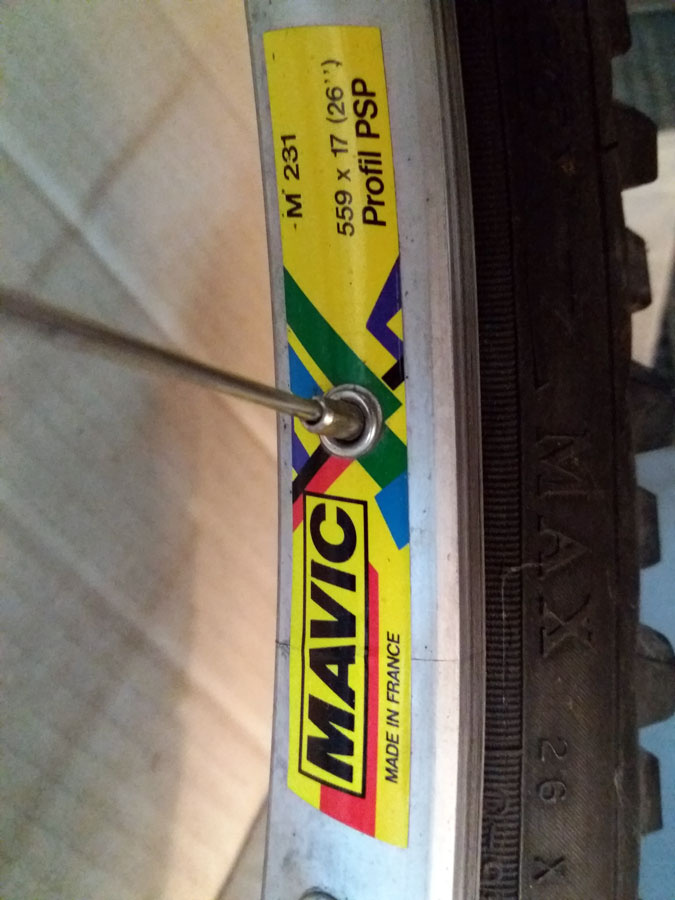 M 231
559 x 17 (26'')
Profil PSP
MAVIC
MADE IN FRANCE
MAX 26 X